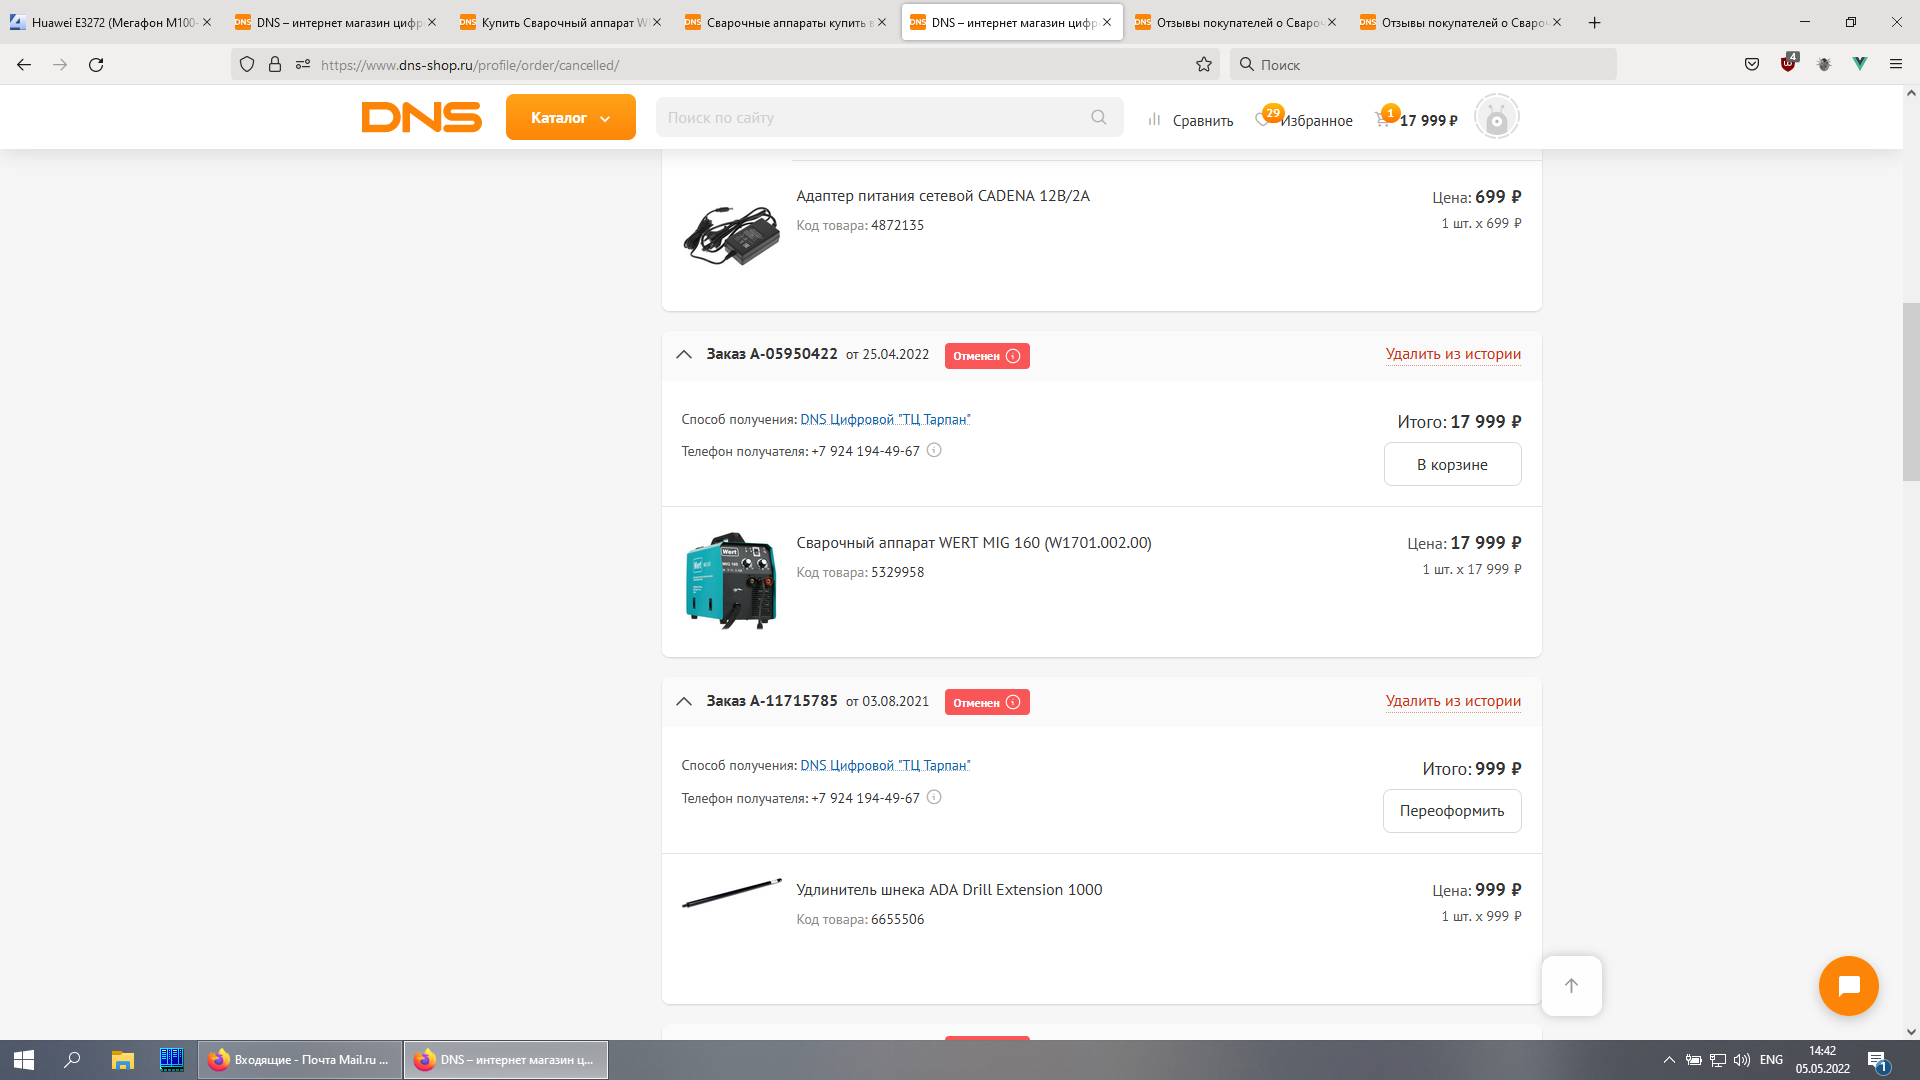 Huawei E3272 (Мегафон М100-
DNS – интернет магазин цифр
Купить Сварочный аппарат W
Сварочные аппараты купить в
DNS – интернет магазин цифр
Отзывы покупателей о Свароч
Отзывы покупателей о Свароч
https://www.dns-shop.ru/profile/order/cancelled/
Поиск
4
DNS
Каталог
Поиск по сайту
Сравнить
29
Избранное
1
17 999 ₽
Адаптер питания сетевой CADENA 12В/2А
Цена: 699 ₽
Код товара: 4872135
1 шт. x 699 ₽
Заказ А-05950422 от 25.04.2022 Отменен
Удалить из истории
Способ получения: DNS Цифровой "ТЦ Тарпан"
Итого: 17 999 ₽
Телефон получателя: +7 924 194-49-67
В корзине
Сварочный аппарат WERT MIG 160 (W1701.002.00)
Цена: 17 999 ₽
Код товара: 5329958
1 шт. x 17 999 ₽
Заказ А-11715785 от 03.08.2021 Отменен
Удалить из истории
Способ получения: DNS Цифровой "ТЦ Тарпан"
Итого: 999 ₽
Телефон получателя: +7 924 194-49-67
Переоформить
Удлинитель шнека ADA Drill Extension 1000
Цена: 999 ₽
Код товара: 6655506
1 шт. x 999 ₽
Входящие - Почта Mail.ru ...
DNS – интернет магазин ц...
ENG
14:42
05.05.2022
1